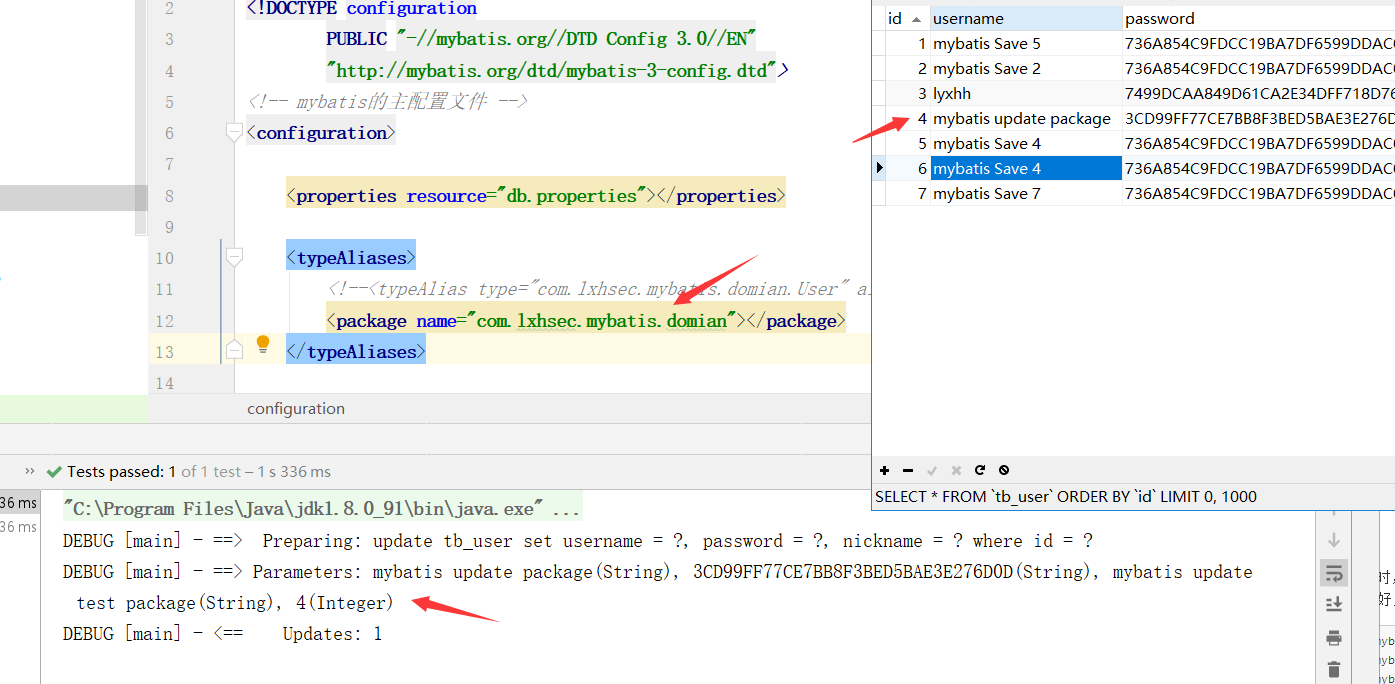 2 <!DOCTYPE configuration
3 PUBLIC "-//mybatis.org//DTD Config 3.0//EN"
4 "http://mybatis.org/dtd/mybatis-3-config.dtd">
5 <!-- mybatis的主配置文件 -->
6 <configuration>
7
8 <properties resource="db.properties"></properties>
9
10 <typeAliases>
11 <!--<typeAlias type="com.lxhsec.mybatis.domian.User"
12 <package name="com.lxhsec.mybatis.domian"></package>
13 </typeAliases>
14
configuration
id username password
1 mybatis Save 5 736A854C9FDCC19BA7DF6599DDAC
2 mybatis Save 2 736A854C9FDCC19BA7DF6599DDAC
3 lyxhh 7499DCAA849D61CA2E34DFF718D76
4 mybatis update package 3CD99FF77CE7BB8F3BED5BAE3E276D
5 mybatis Save 4 736A854C9FDCC19BA7DF6599DDAC
6 mybatis Save 4 736A854C9FDCC19BA7DF6599DDAC
7 mybatis Save 7 736A854C9FDCC19BA7DF6599DDAC
SELECT * FROM `tb_user` ORDER BY `id` LIMIT 0, 1000
Tests passed: 1 of 1 test – 1 s 336 ms
36 ms
36 ms
"C:\Program Files\Java\jdk1.8.0_91\bin\java.exe" ...
DEBUG [main] - ==>  Preparing: update tb_user set username = ?, password = ?, nickname = ? where id = ?
DEBUG [main] - ==> Parameters: mybatis update package(String), 3CD99FF77CE7BB8F3BED5BAE3E276D0D(String), mybatis update
test package(String), 4(Integer)
DEBUG [main] - <==    Updates: 1